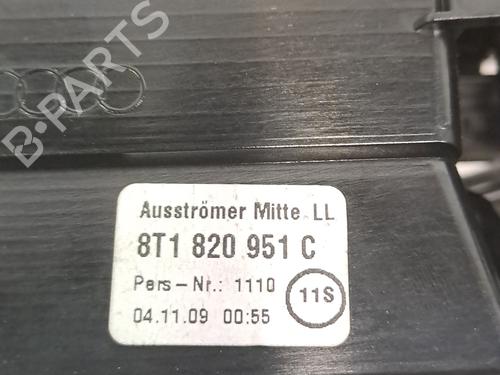 B-PARTS
Ausströmer Mitte LL
8T1 820 951 C
Pers-Nr.: 1110
11S
04.11.09 00:55